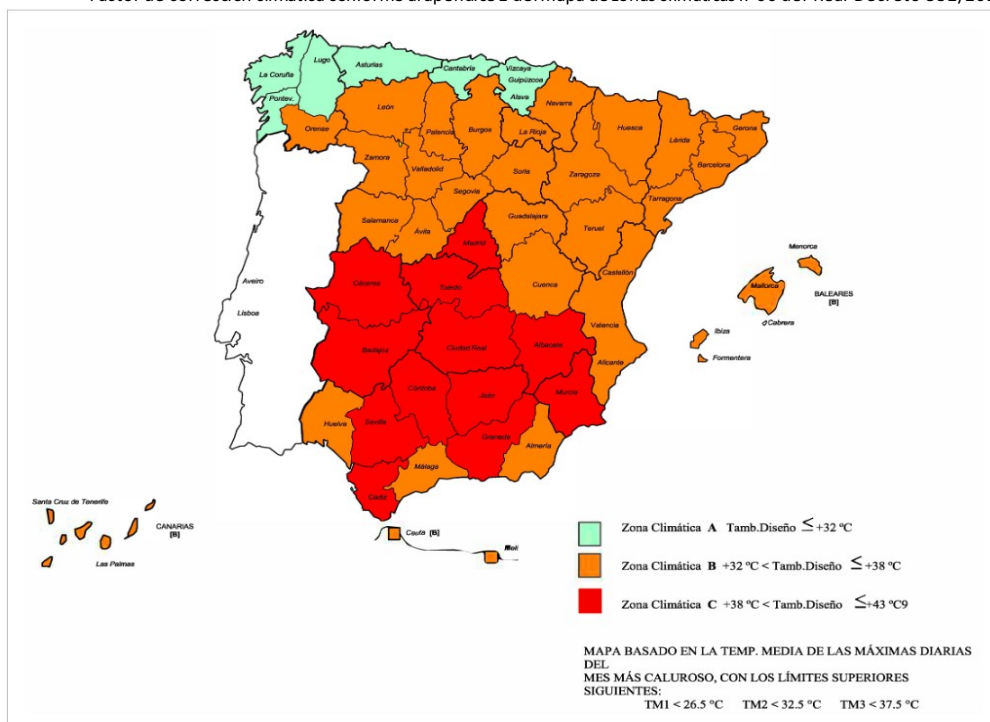 La Coruña
Lugo
Asturias
Cantabria
Vizcaya
Guipúzcoa
Alava
Pontev.
Orense
León
Palencia
Burgos
Navarra
La Rioja
Huesca
Lérida
Gerona
Barcelona
Zamora
Valladolid
Soria
Zaragoza
Tarragona
Segovia
Salamanca
Ávila
Guadalajara
Teruel
Madrid
Castellón
Menorca
Mallorca
BALEARES
[B]
Cabrera
Ibiza
Formentera
Aveiro
Lisboa
Cáceres
Toledo
Cuenca
Valencia
Badajoz
Ciudad Real
Albacete
Alicante
Córdoba
Jaén
Murcia
Huelva
Sevilla
Granada
Almería
Málaga
Cádiz
Santa Cruz de Tenerife
CANARIAS
[B]
Las Palmas
Ceuta [B]
Meli
Zona Climática A Tamb.Diseño ≤ +32 ºC
Zona Climática B +32 ºC < Tamb.Diseño ≤ +38 ºC
Zona Climática C +38 ºC < Tamb.Diseño ≤+43 ºC9
MAPA BASADO EN LA TEMP. MEDIA DE LAS MÁXIMAS DIARIAS
DEL
MES MÁS CALUROSO, CON LOS LÍMITES SUPERIORES
SIGUIENTES:
TM1 < 26.5 ºC TM2 < 32.5 ºC TM3 < 37.5 ºC